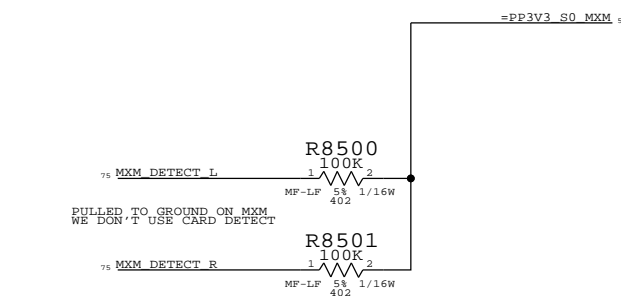 =PP3V3_S0_MXM
R8500
100K
75 MXM_DETECT_L 1 2
MF-LF 5% 1/16W
402
PULLED TO GROUND ON MXM
WE DON'T USE CARD DETECT
R8501
100K
75 MXM_DETECT_R 1 2
MF-LF 5% 1/16W
402